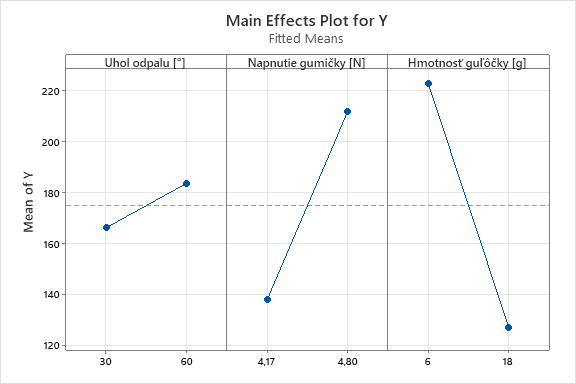 Main Effects Plot for Y
Fitted Means
Uhol odpalu [°] Napnutie gumičky [N] Hmotnosť guľôčky [g]
Mean of Y
220
200
180
160
140
120
30 60 4,17 4,80 6 18